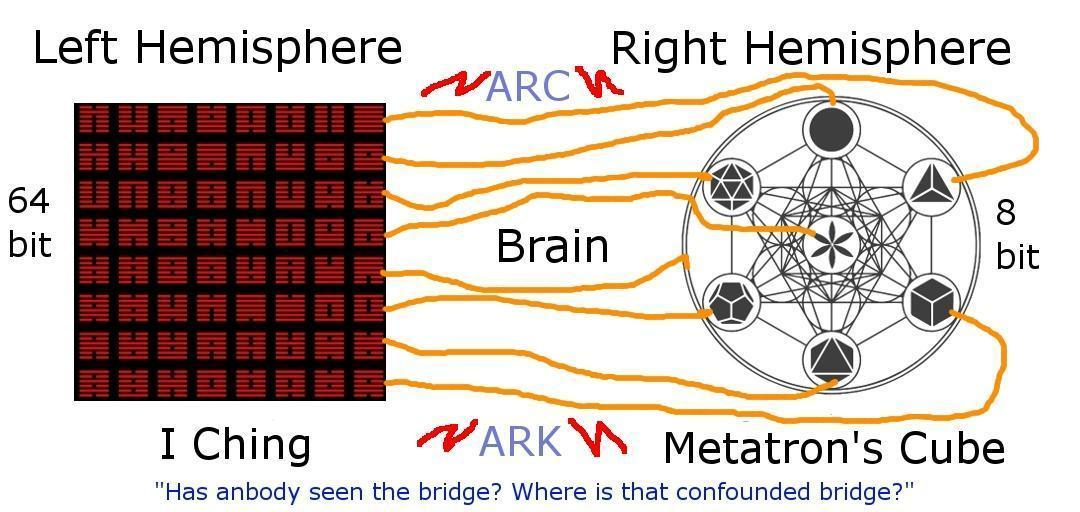 Left Hemisphere
Right Hemisphere
ARC
64
bit
Brain
8
bit
ARK
I Ching
Metatron's Cube
"Has anbody seen the bridge? Where is that confounded bridge?"